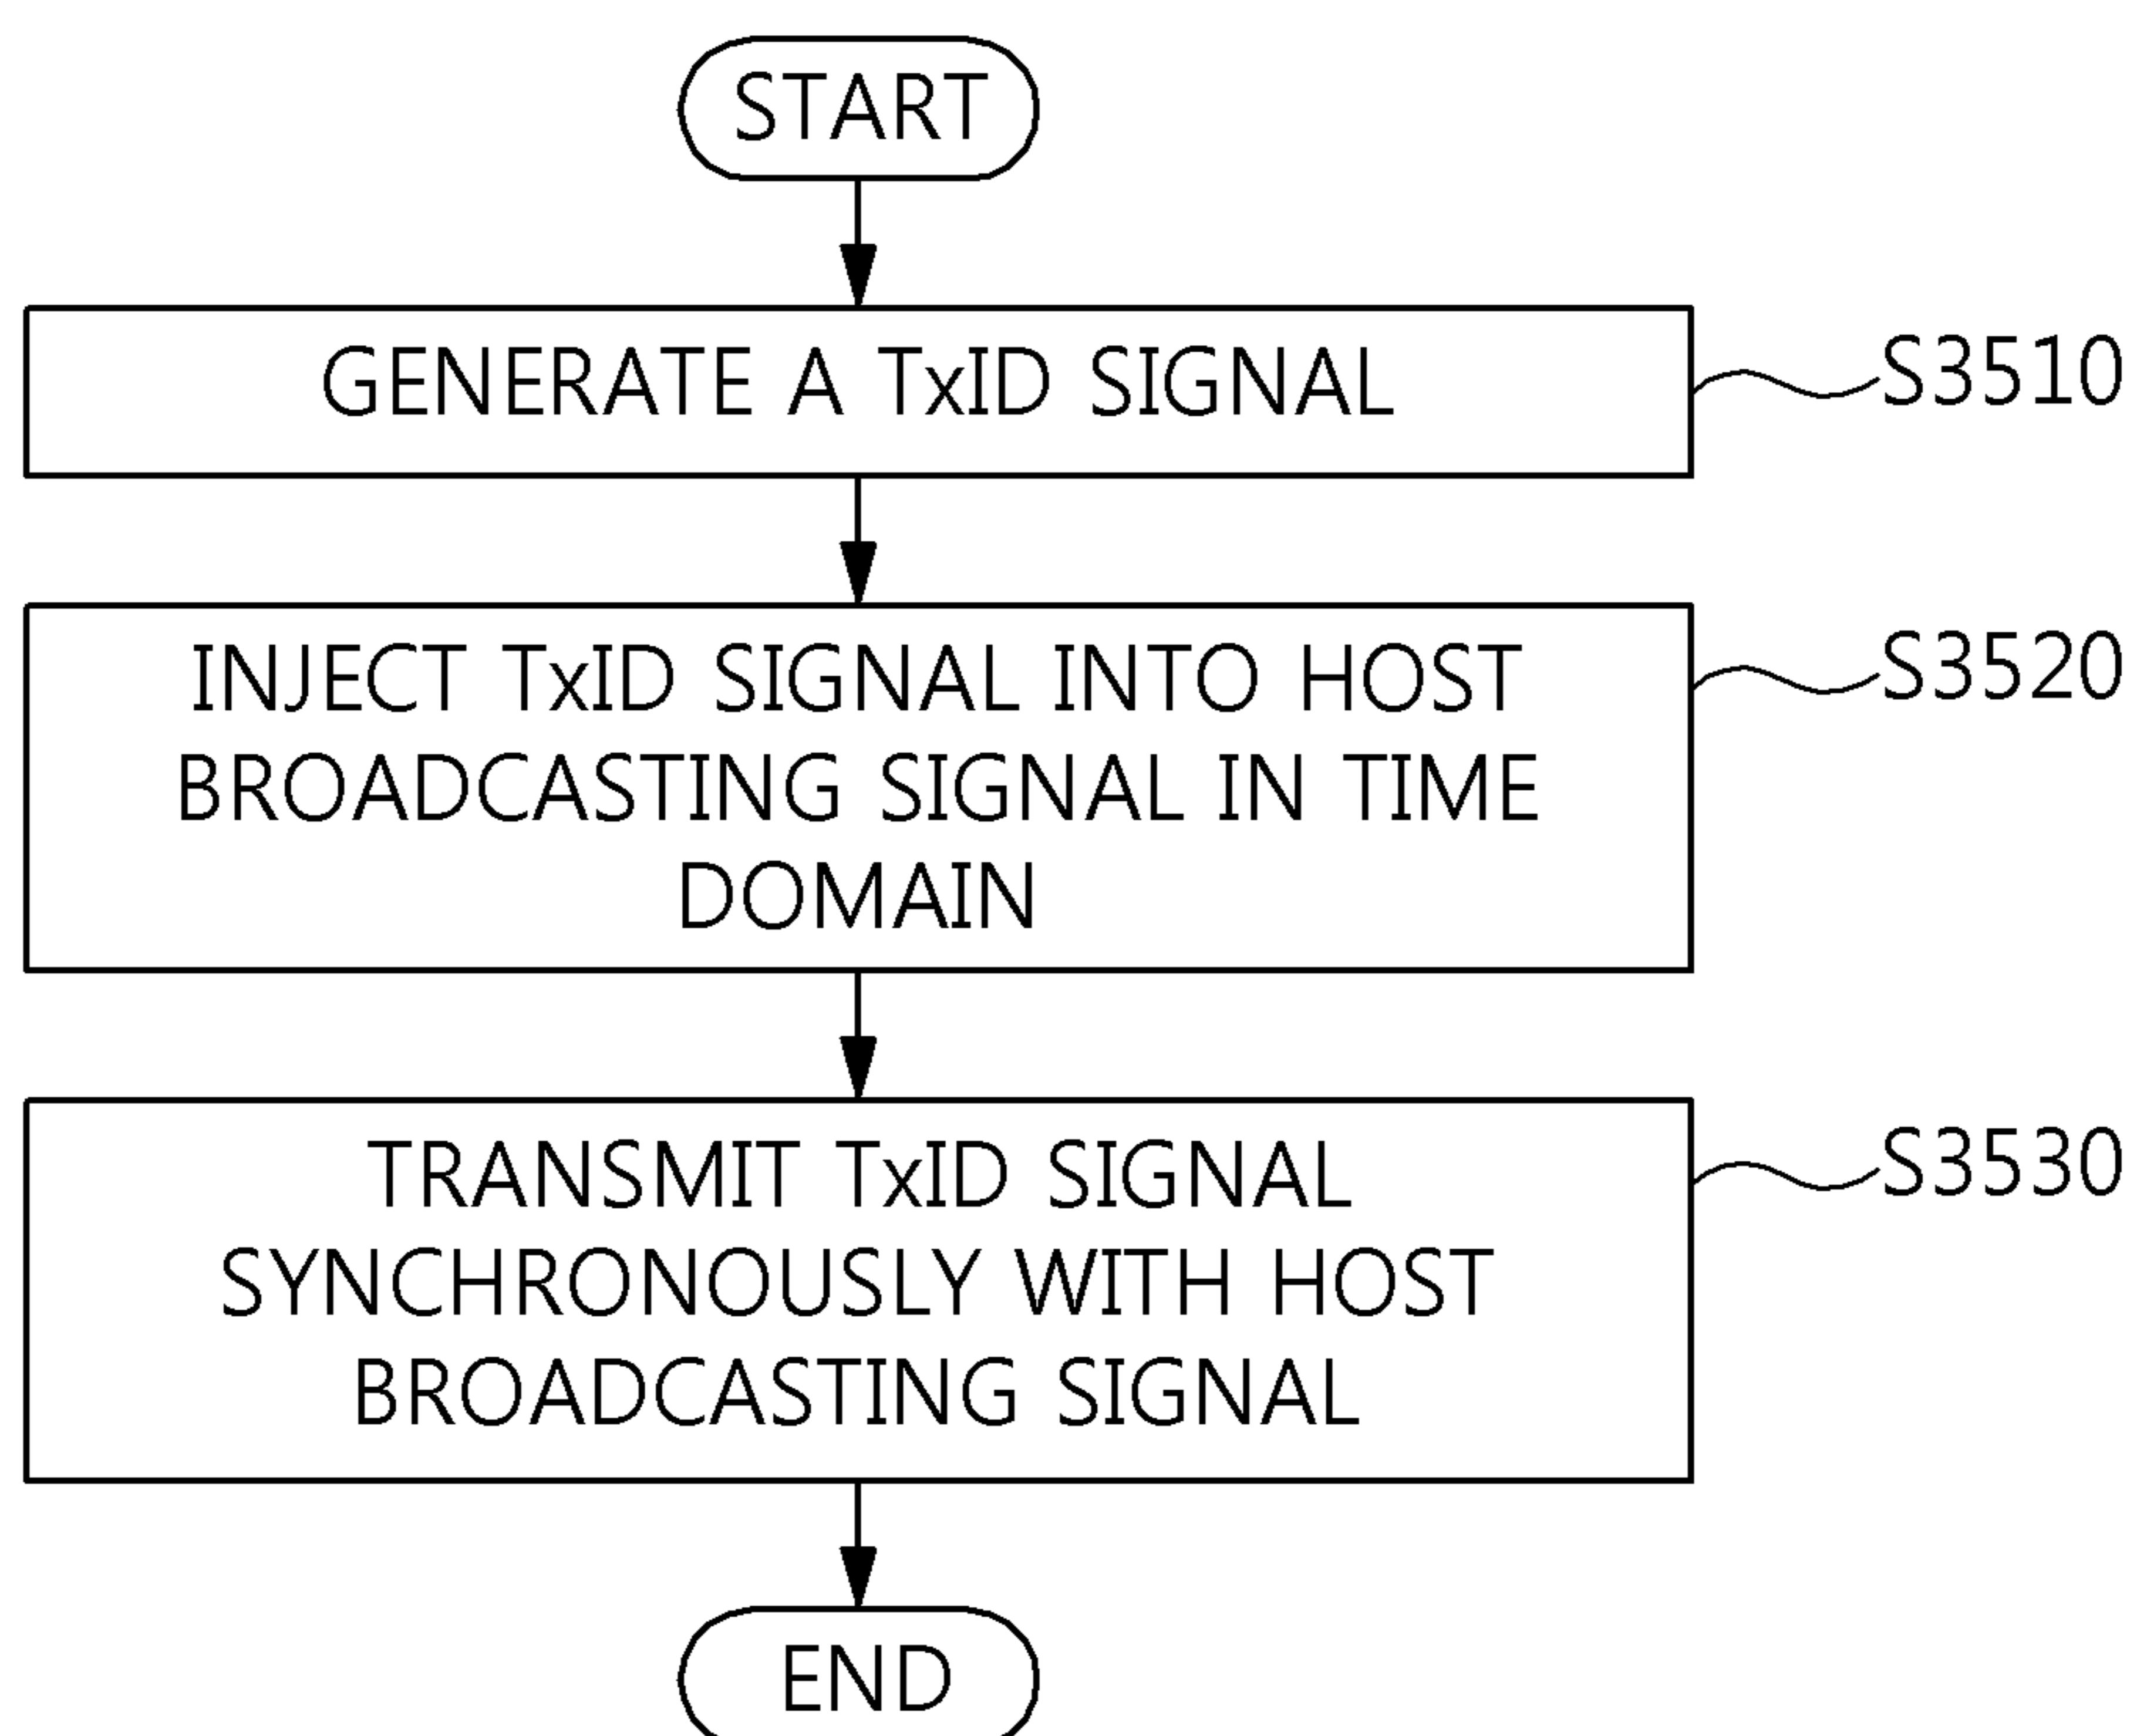 START
GENERATE A TxID SIGNAL
S3510
INJECT TxID SIGNAL INTO HOST
BROADCASTING SIGNAL IN TIME
DOMAIN
S3520
TRANSMIT TxID SIGNAL
SYNCHRONOUSLY WITH HOST
BROADCASTING SIGNAL
S3530
END